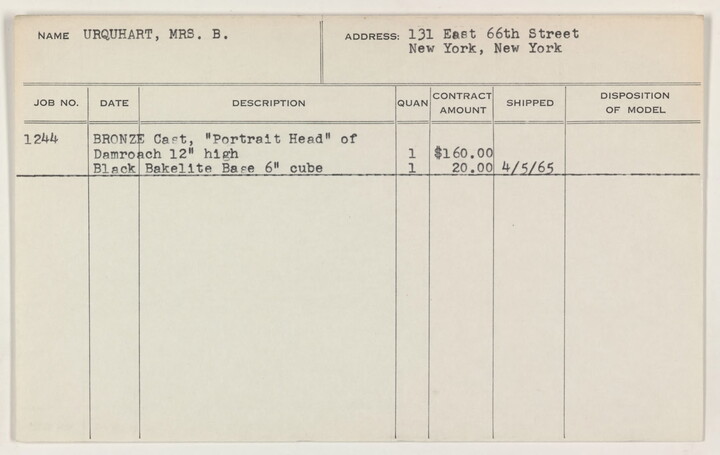 NAME URQUHART, MRS. B. ADDRESS: 131 East 66th Street
New York, New York
JOB NO. DATE DESCRIPTION QUAN CONTRACT AMOUNT SHIPPED DISPOSITION OF MODEL
1244 BRONZE Cast, "Portrait Head" of
Damroach 12" high 1 $160.00
Black Bakelite Base 6" cube 1 20.00 4/5/65